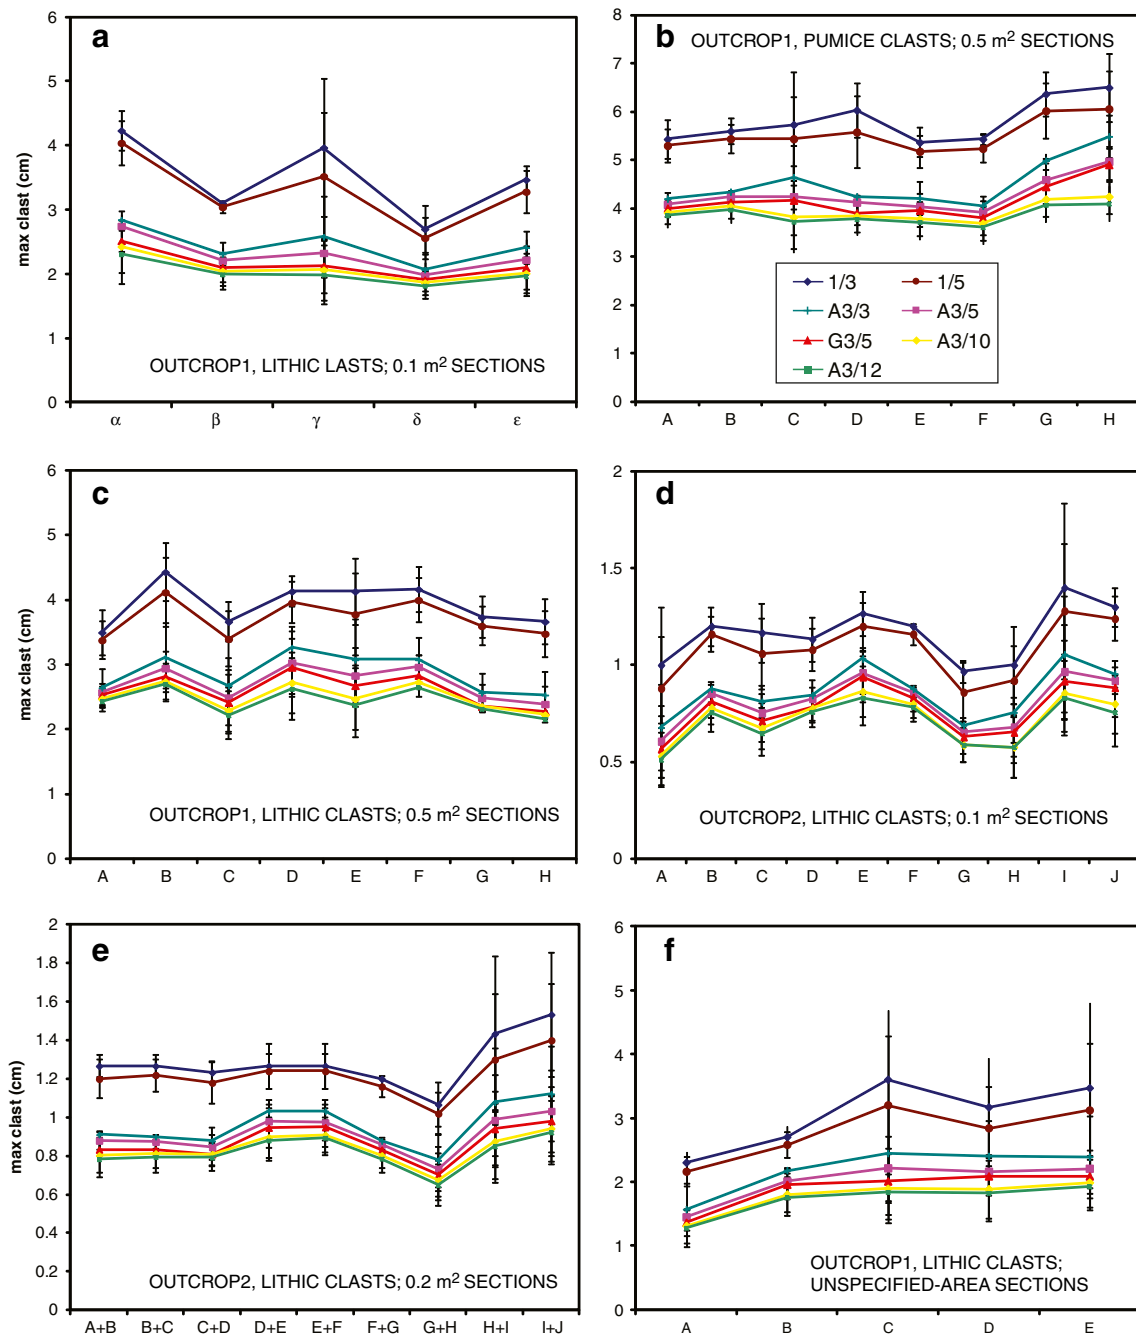 a
6
5
4
3
2
1
0
max clast (cm)
OUTCROP1, LITHIC LASTS; 0.1 m² SECTIONS
α β γ δ ε
b
OUTCROP1, PUMICE CLASTS; 0.5 m² SECTIONS
8
7
6
5
4
3
2
1
0
1/3 1/5
A3/3 A3/5
G3/5 A3/10
A3/12
A B C D E F G H
c
6
5
4
3
2
1
0
max clast (cm)
OUTCROP1, LITHIC CLASTS; 0.5 m² SECTIONS
A B C D E F G H
d
2
1.5
1
0.5
0
OUTCROP2, LITHIC CLASTS; 0.1 m² SECTIONS
A B C D E F G H I J
e
2
1.8
1.6
1.4
1.2
1
0.8
0.6
0.4
0.2
0
max clast (cm)
OUTCROP2, LITHIC CLASTS; 0.2 m² SECTIONS
A+B B+C C+D D+E E+F F+G G+H H+I I+J
f
6
5
4
3
2
1
0
OUTCROP1, LITHIC CLASTS;
UNSPECIFIED-AREA SECTIONS
A B C D E